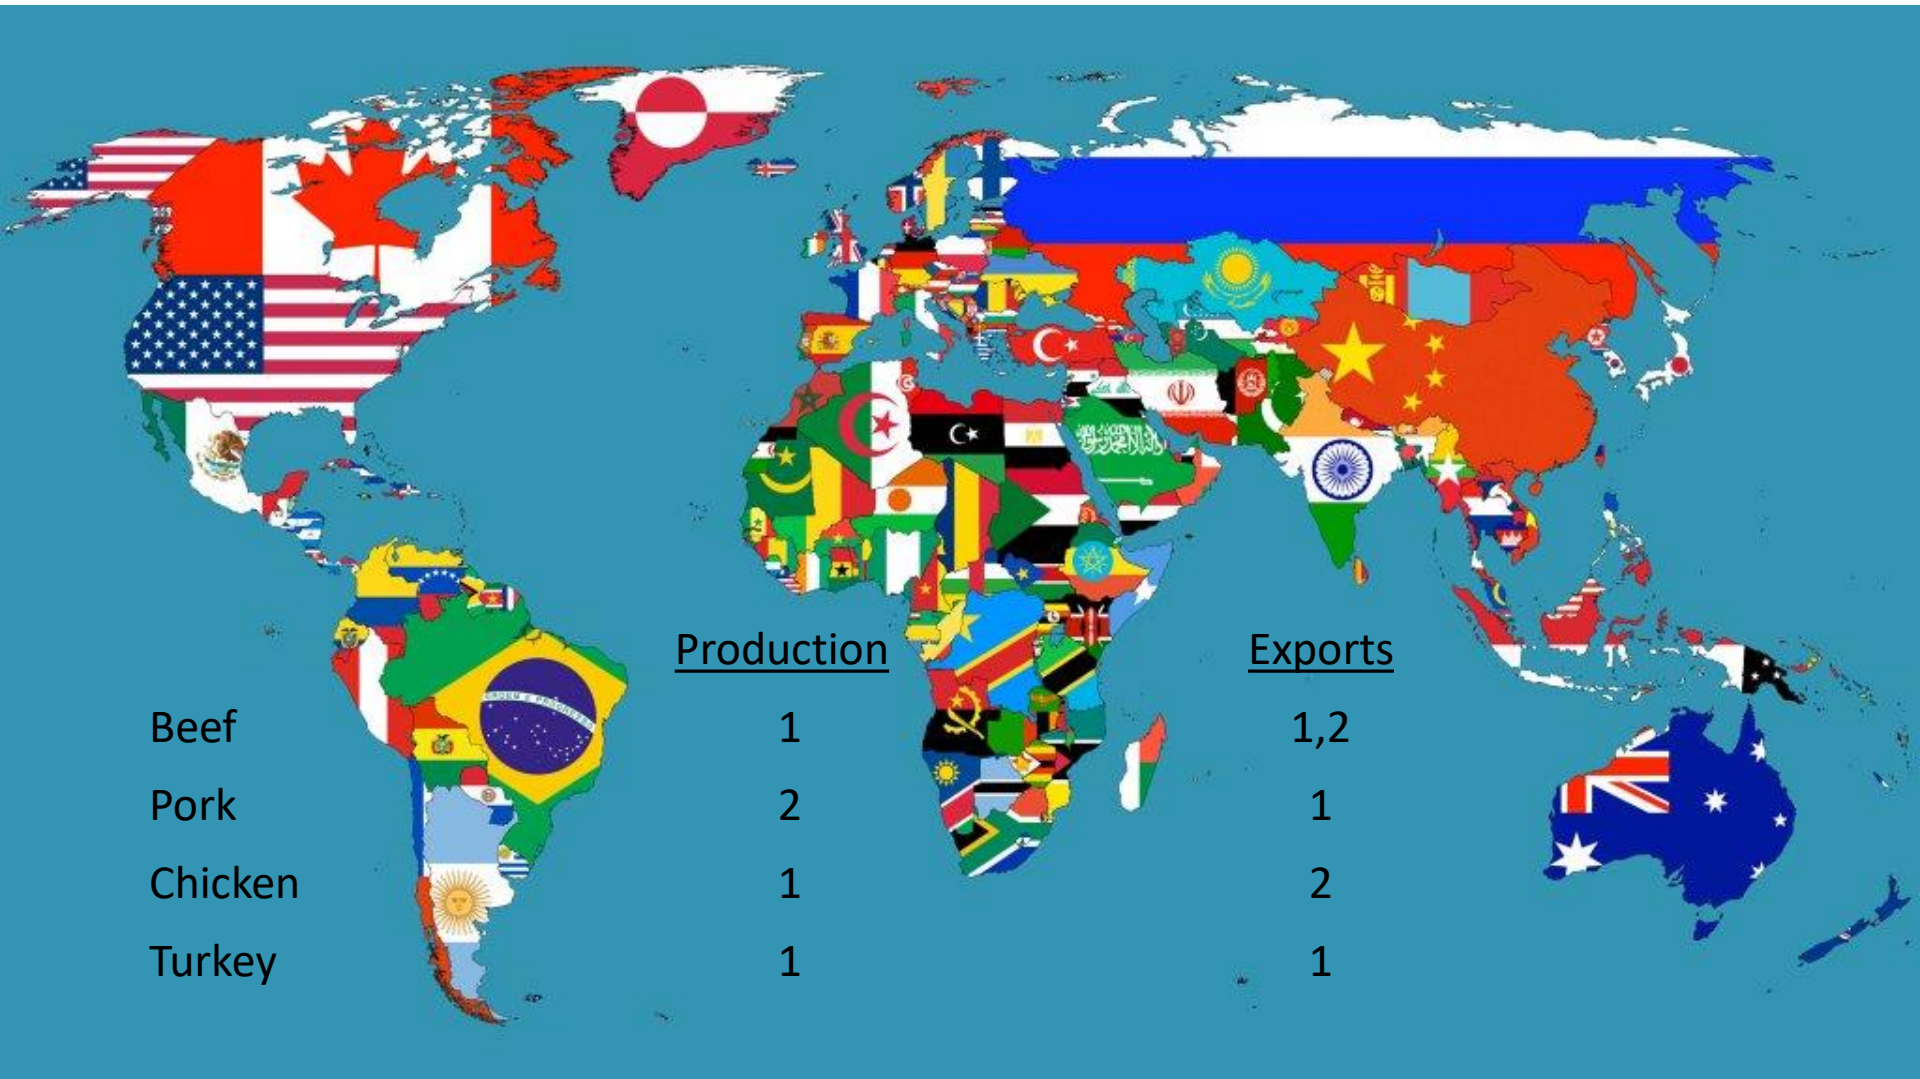 Production Exports
Beef 1 1,2
Pork 2 1
Chicken 1 2
Turkey 1 1